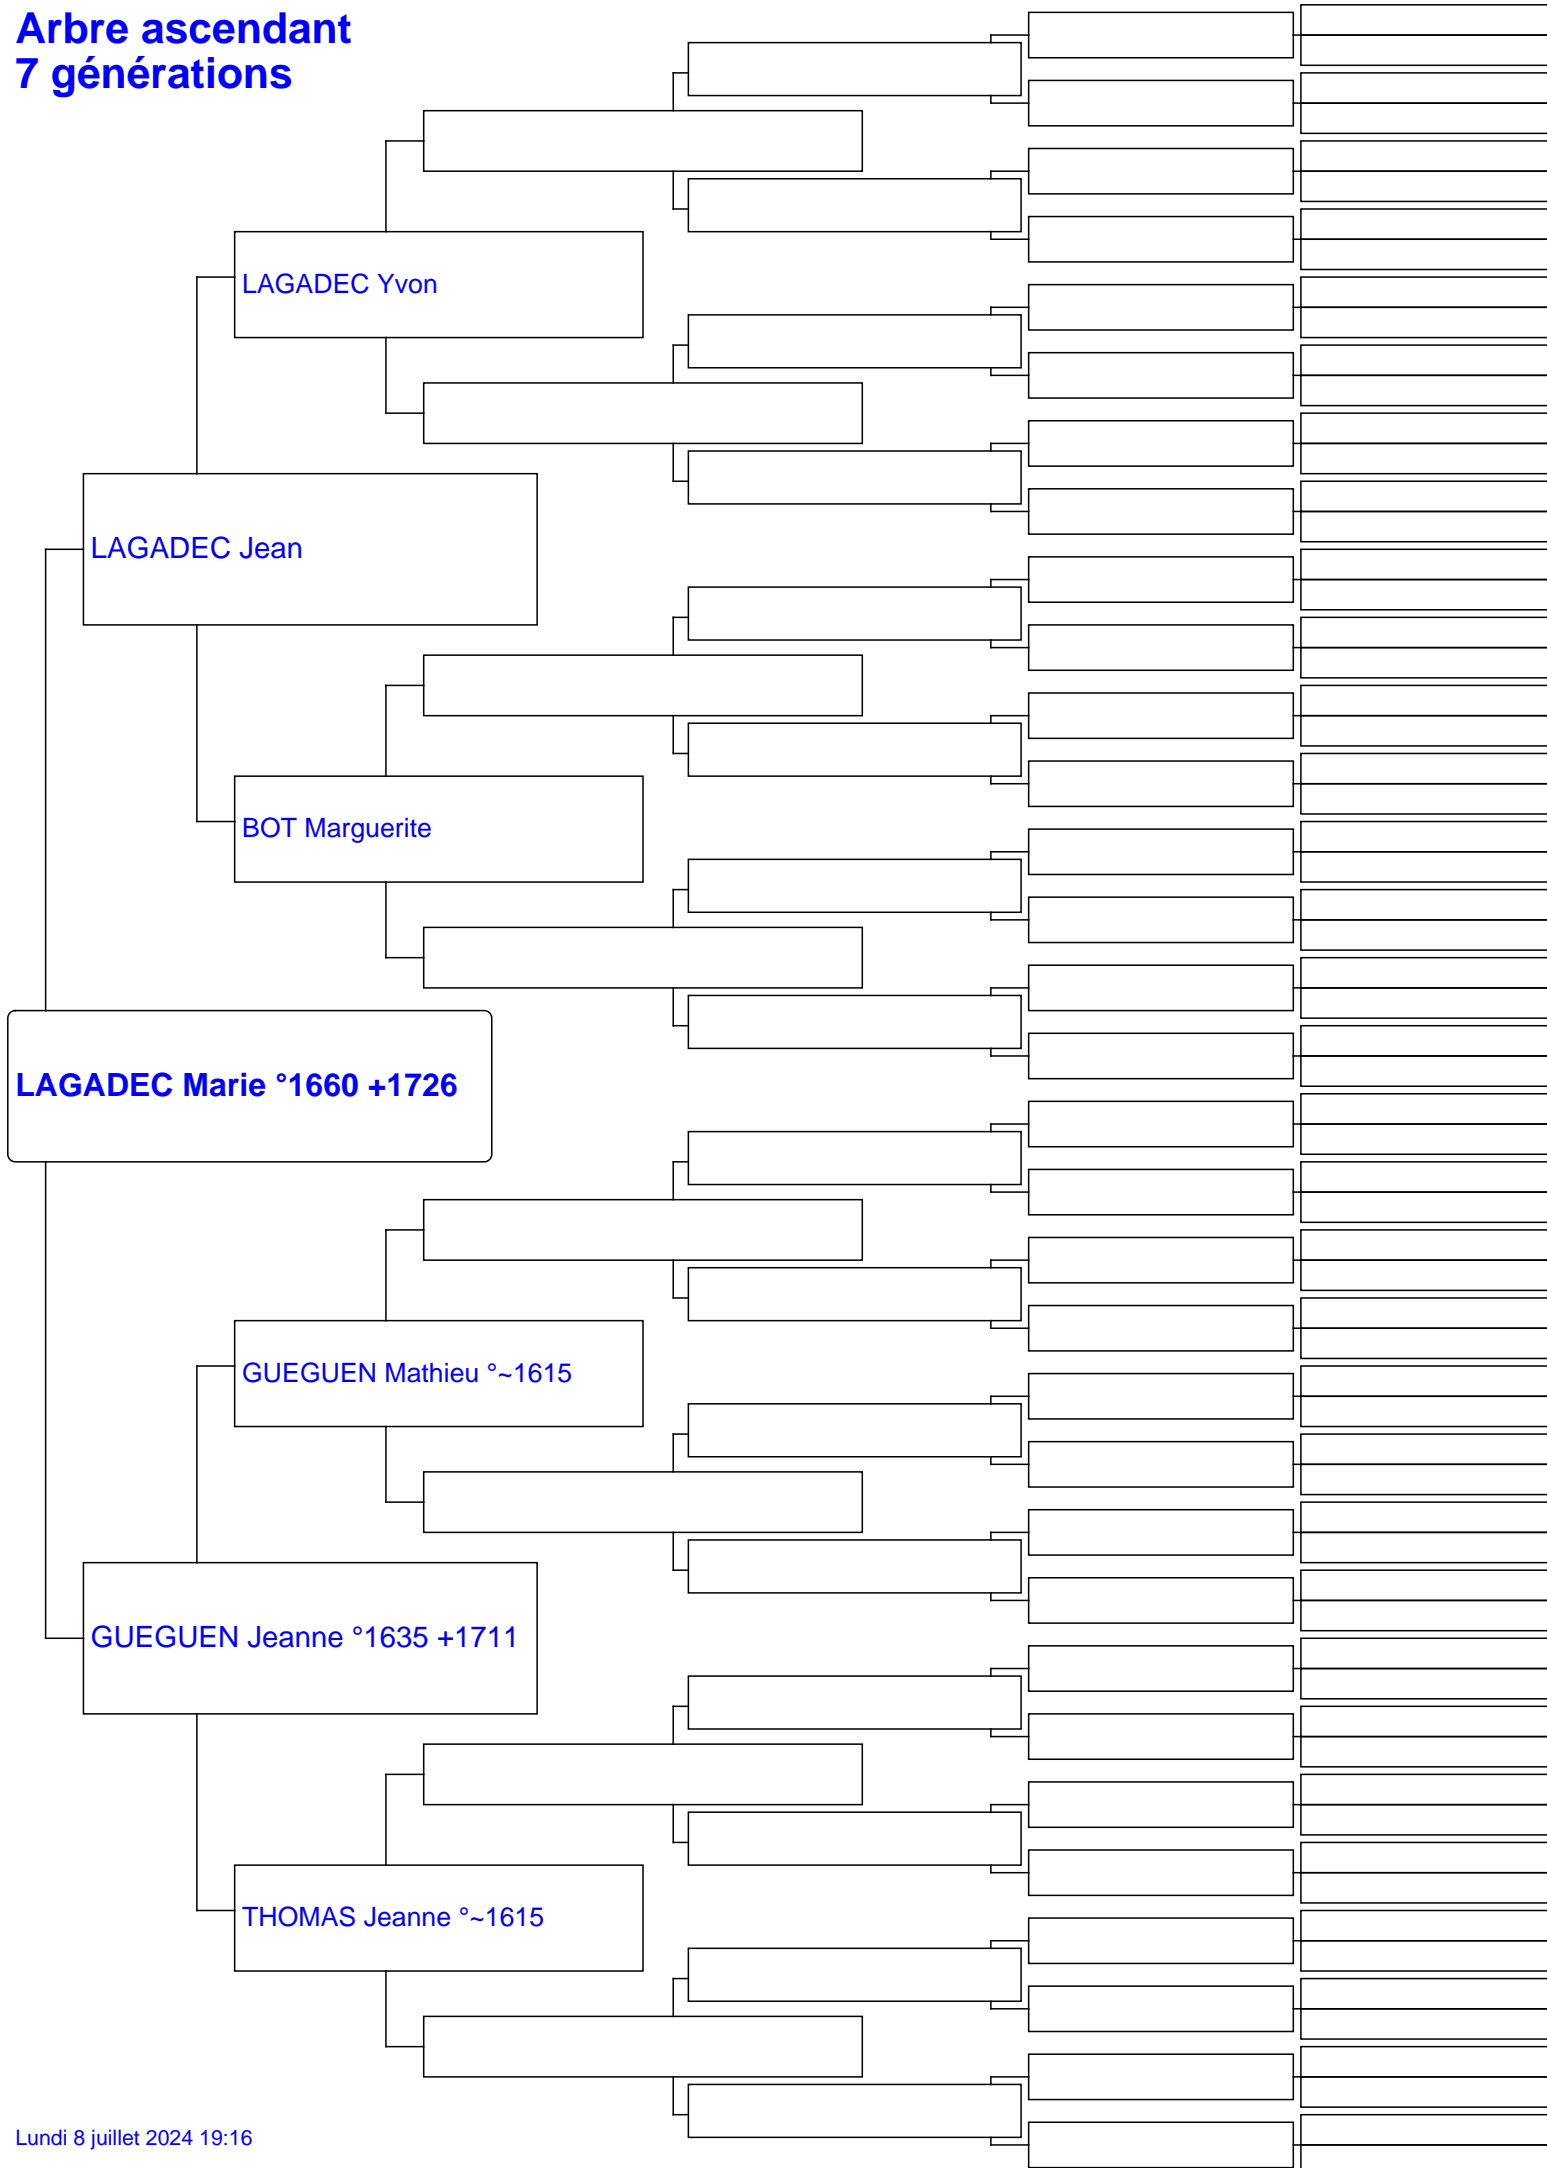 Arbre ascendant
7 générations
LAGADEC Yvon
LAGADEC Jean
BOT Marguerite
LAGADEC Marie °1660 +1726
GUEGUEN Mathieu °~1615
GUEGUEN Jeanne °1635 +1711
THOMAS Jeanne °~1615
Lundi 8 juillet 2024 19:16